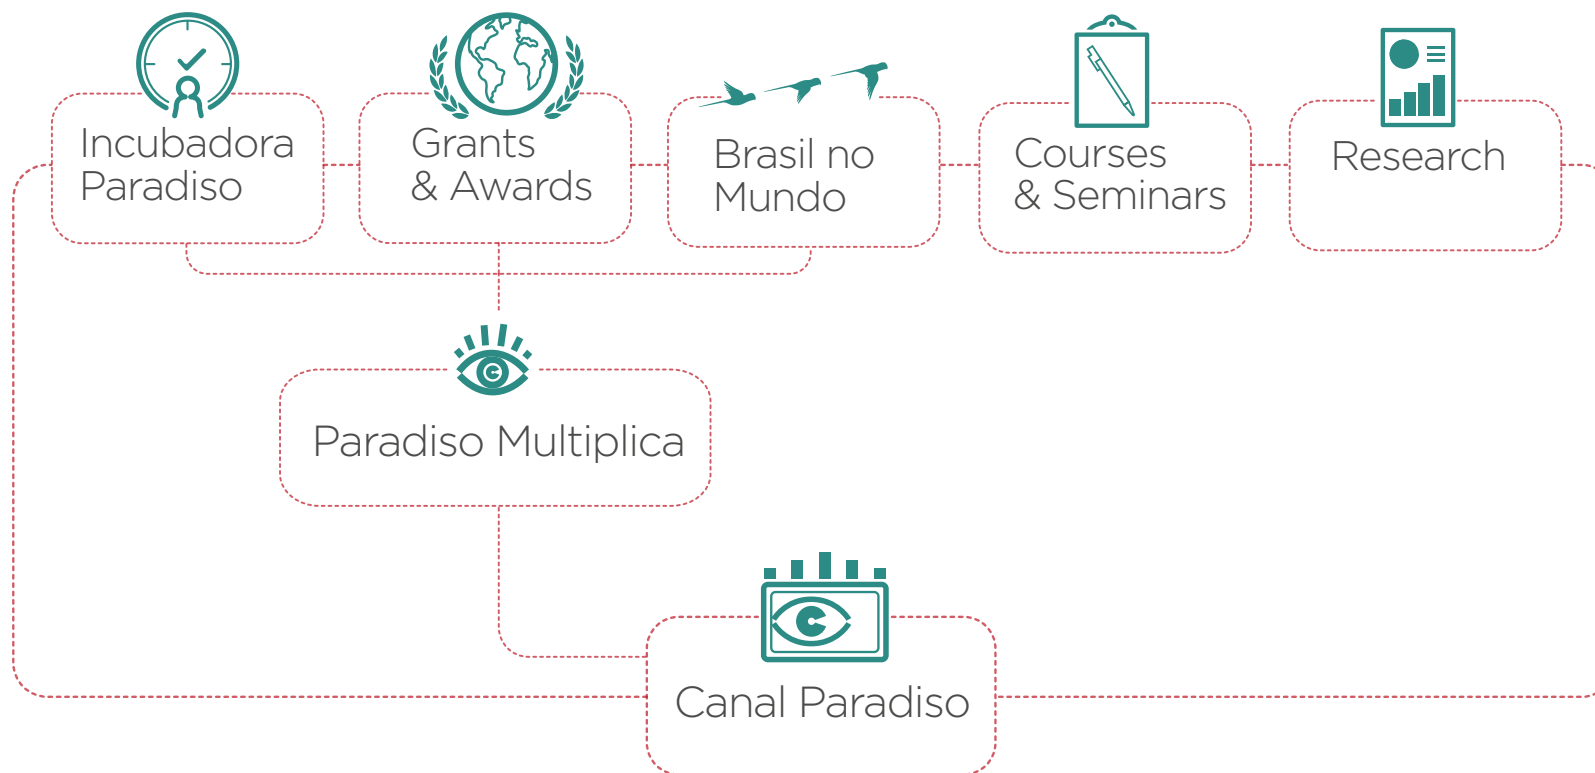 Incubadora
Paradiso
Grants
& Awards
Brasil no
Mundo
Courses
& Seminars
Research
Paradiso Multiplica
Canal Paradiso